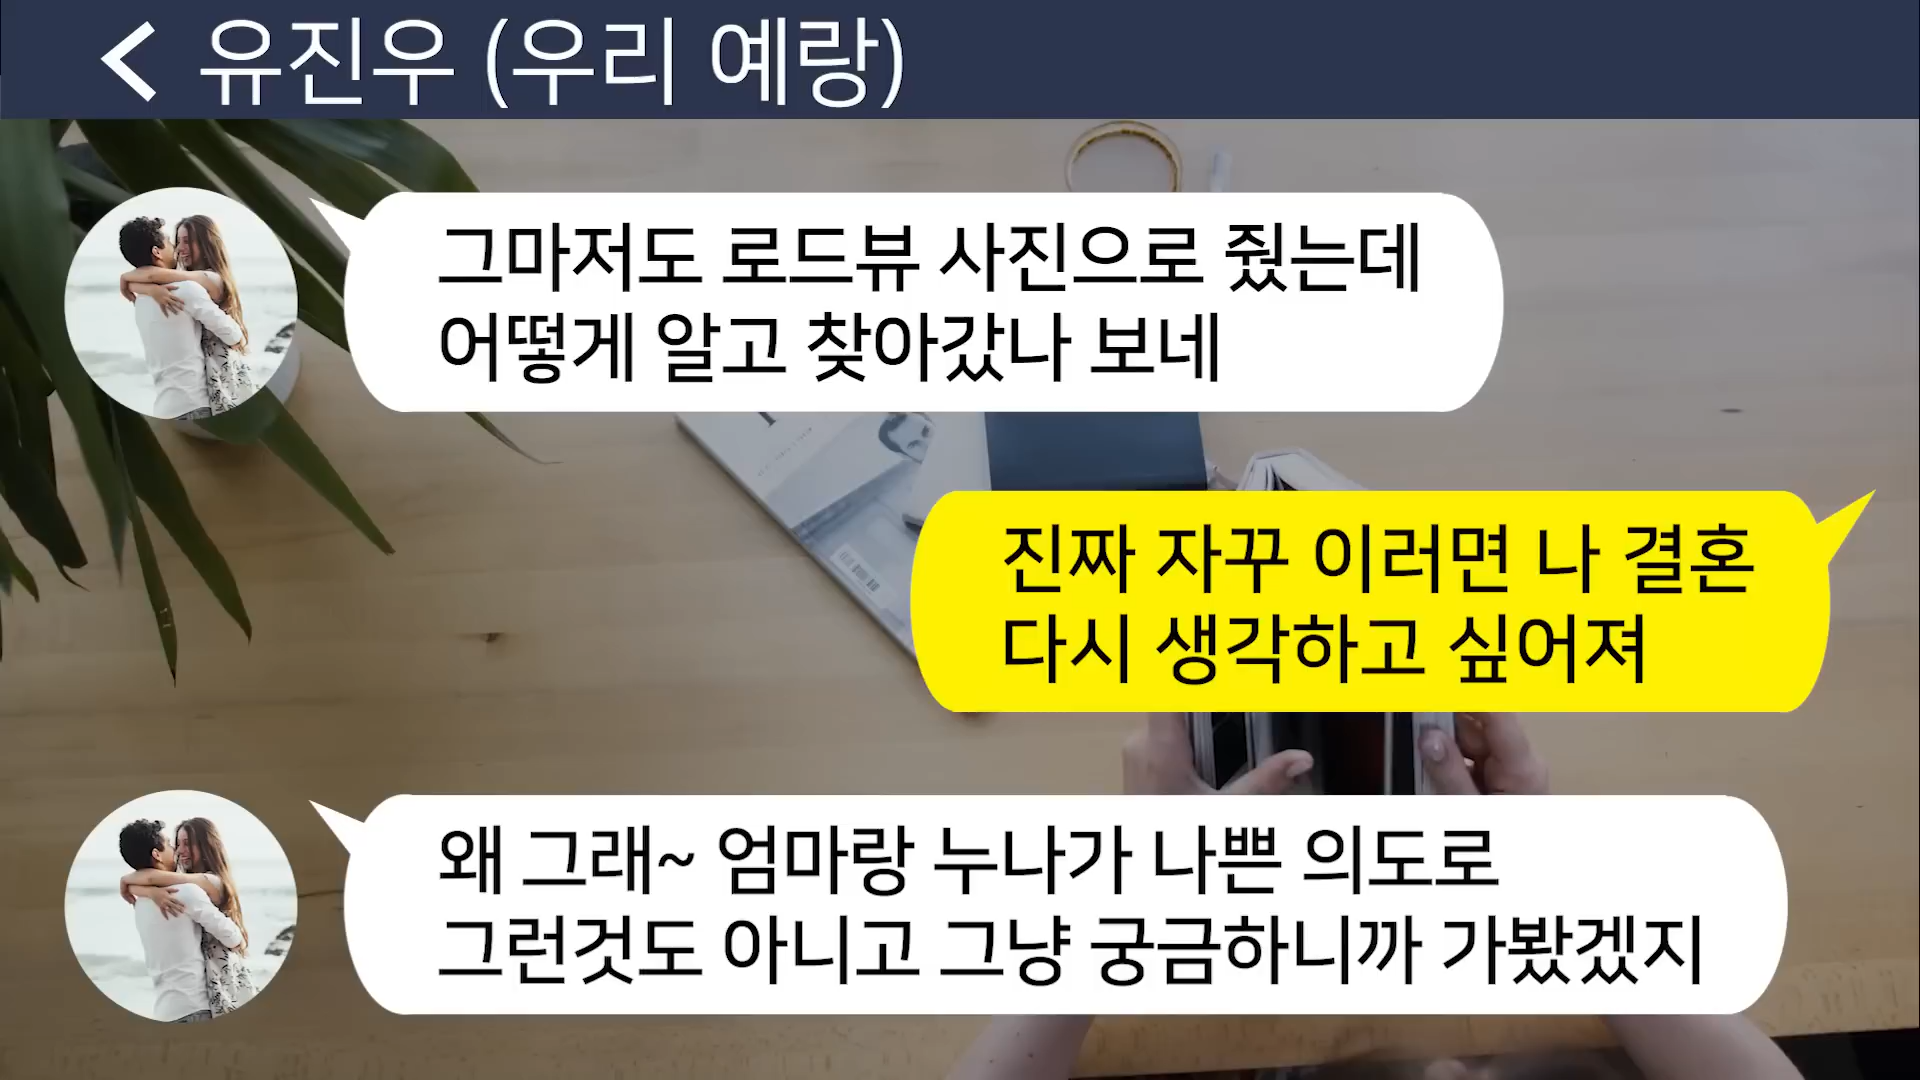 유진우 (우리 예랑)
그마저도 로드뷰 사진으로 줬는데
어떻게 알고 찾아갔나 보네
진짜 자꾸 이러면 나 결혼
다시 생각하고 싶어져
왜 그래~ 엄마랑 누나가 나쁜 의도로
그런것도 아니고 그냥 궁금하니까 가봤겠지